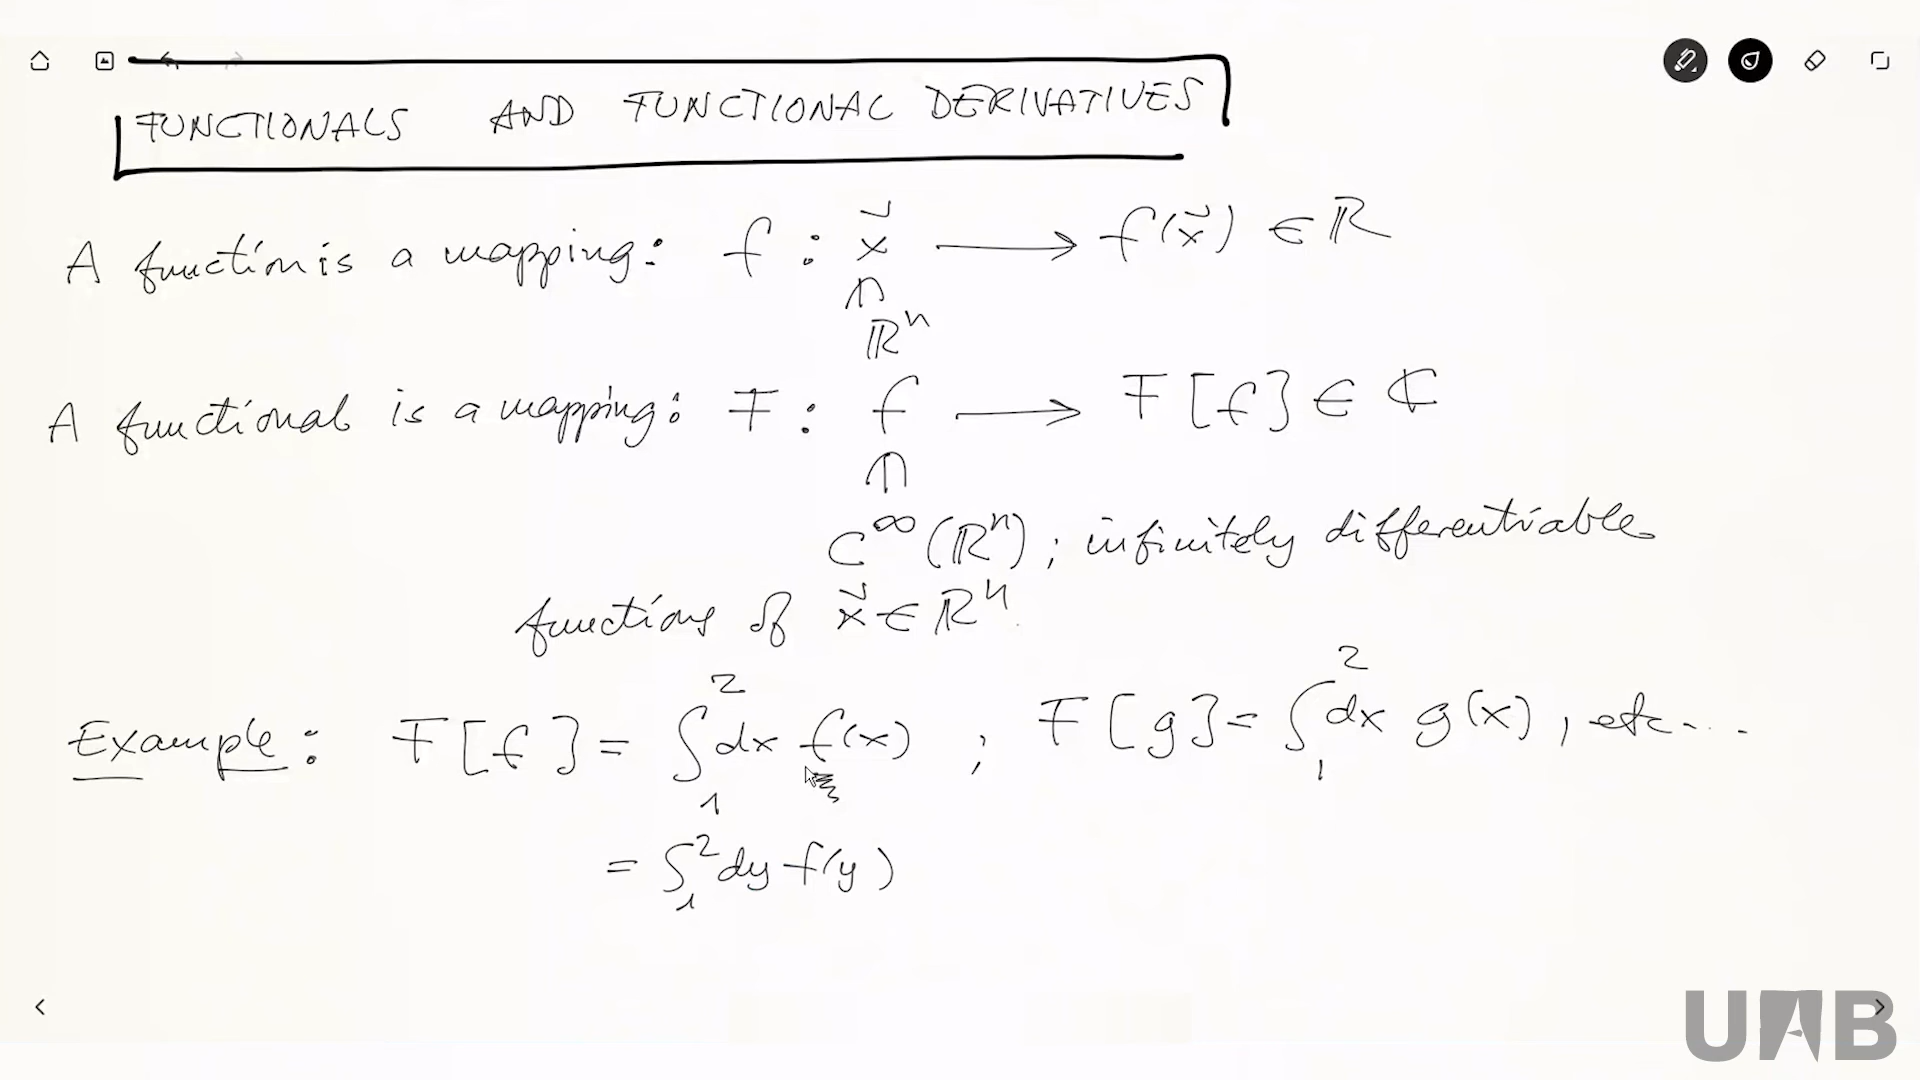 FUNCTIONALS AND FUNCTIONAL DERIVATIVES
A function is a mapping: f : x⃗ ⟶ f(x⃗) ∈ ℝ
∈
ℝⁿ
A functional is a mapping: F : f ⟶ F[f] ∈ ℂ
∈
C^∞(ℝⁿ) ; infinitely differentiable
functions of x⃗ ∈ ℝⁿ.
Example: F[f] = ∫₁² dx f(x) ; F[g] = ∫₁² dx g(x), etc...
= ∫₁² dy f(y)
UAB